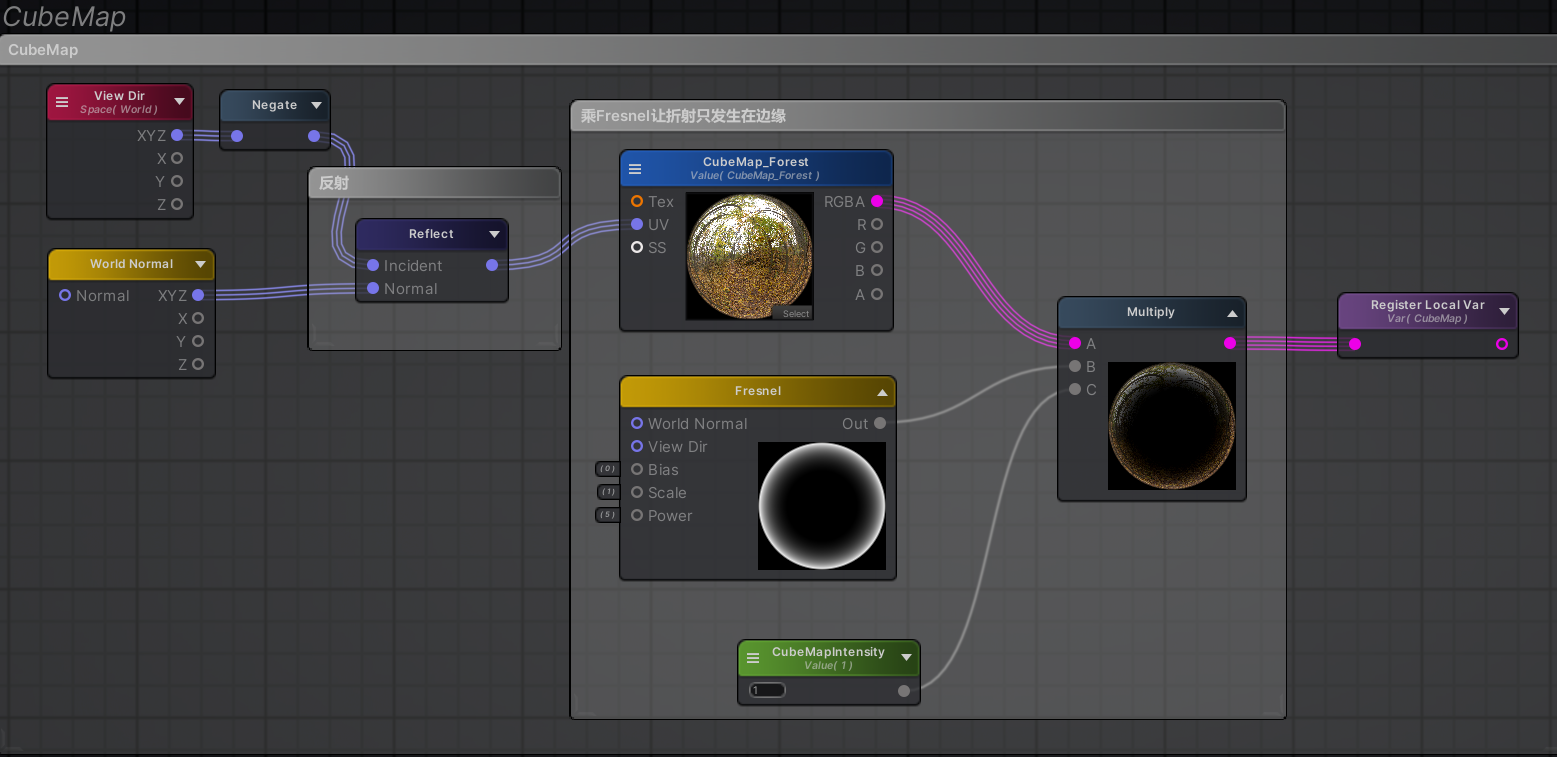 CubeMap
CubeMap
View Dir
Space( World )
XYZ
X
Y
Z
Negate
World Normal
Normal XYZ
X
Y
Z
反射
Reflect
Incident
Normal
乘Fresnel让折射只发生在边缘
CubeMap_Forest
Value( CubeMap_Forest )
Tex RGBA
UV R
SS G
B
A
Select
Fresnel
World Normal Out
View Dir
(0) Bias
(1) Scale
(5) Power
CubeMapIntensity
Value( 1 )
1
Multiply
A
B
C
Register Local Var
Var( CubeMap )